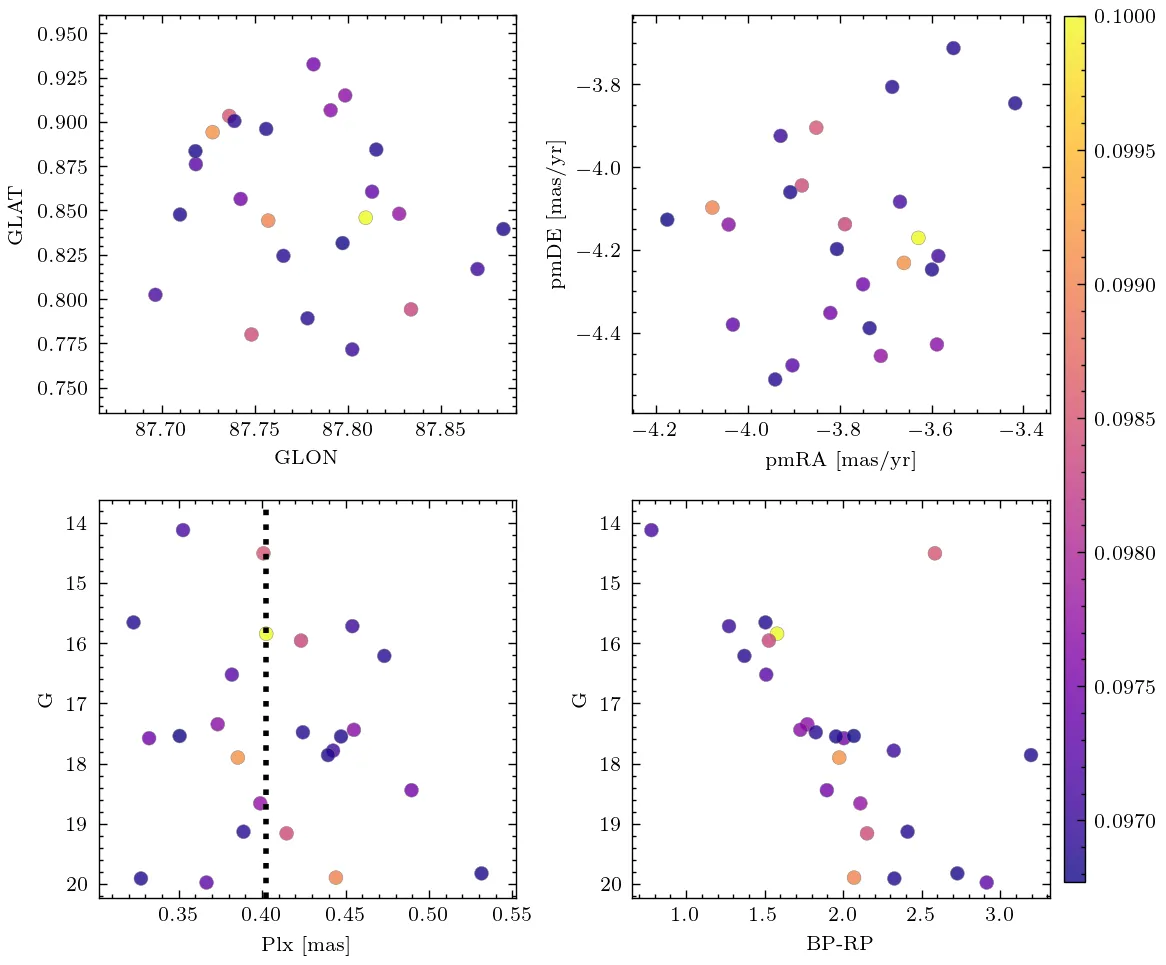 0.950
0.925
0.900
0.875
0.850
0.825
0.800
0.775
0.750
GLAT
87.70 87.75 87.80 87.85
GLON
−3.8
−4.0
−4.2
−4.4
pmDE [mas/yr]
−4.2 −4.0 −3.8 −3.6 −3.4
pmRA [mas/yr]
14
15
16
17
18
19
20
G
0.35 0.40 0.45 0.50 0.55
Plx [mas]
14
15
16
17
18
19
20
G
1.0 1.5 2.0 2.5 3.0
BP-RP
0.1000
0.0995
0.0990
0.0985
0.0980
0.0975
0.0970